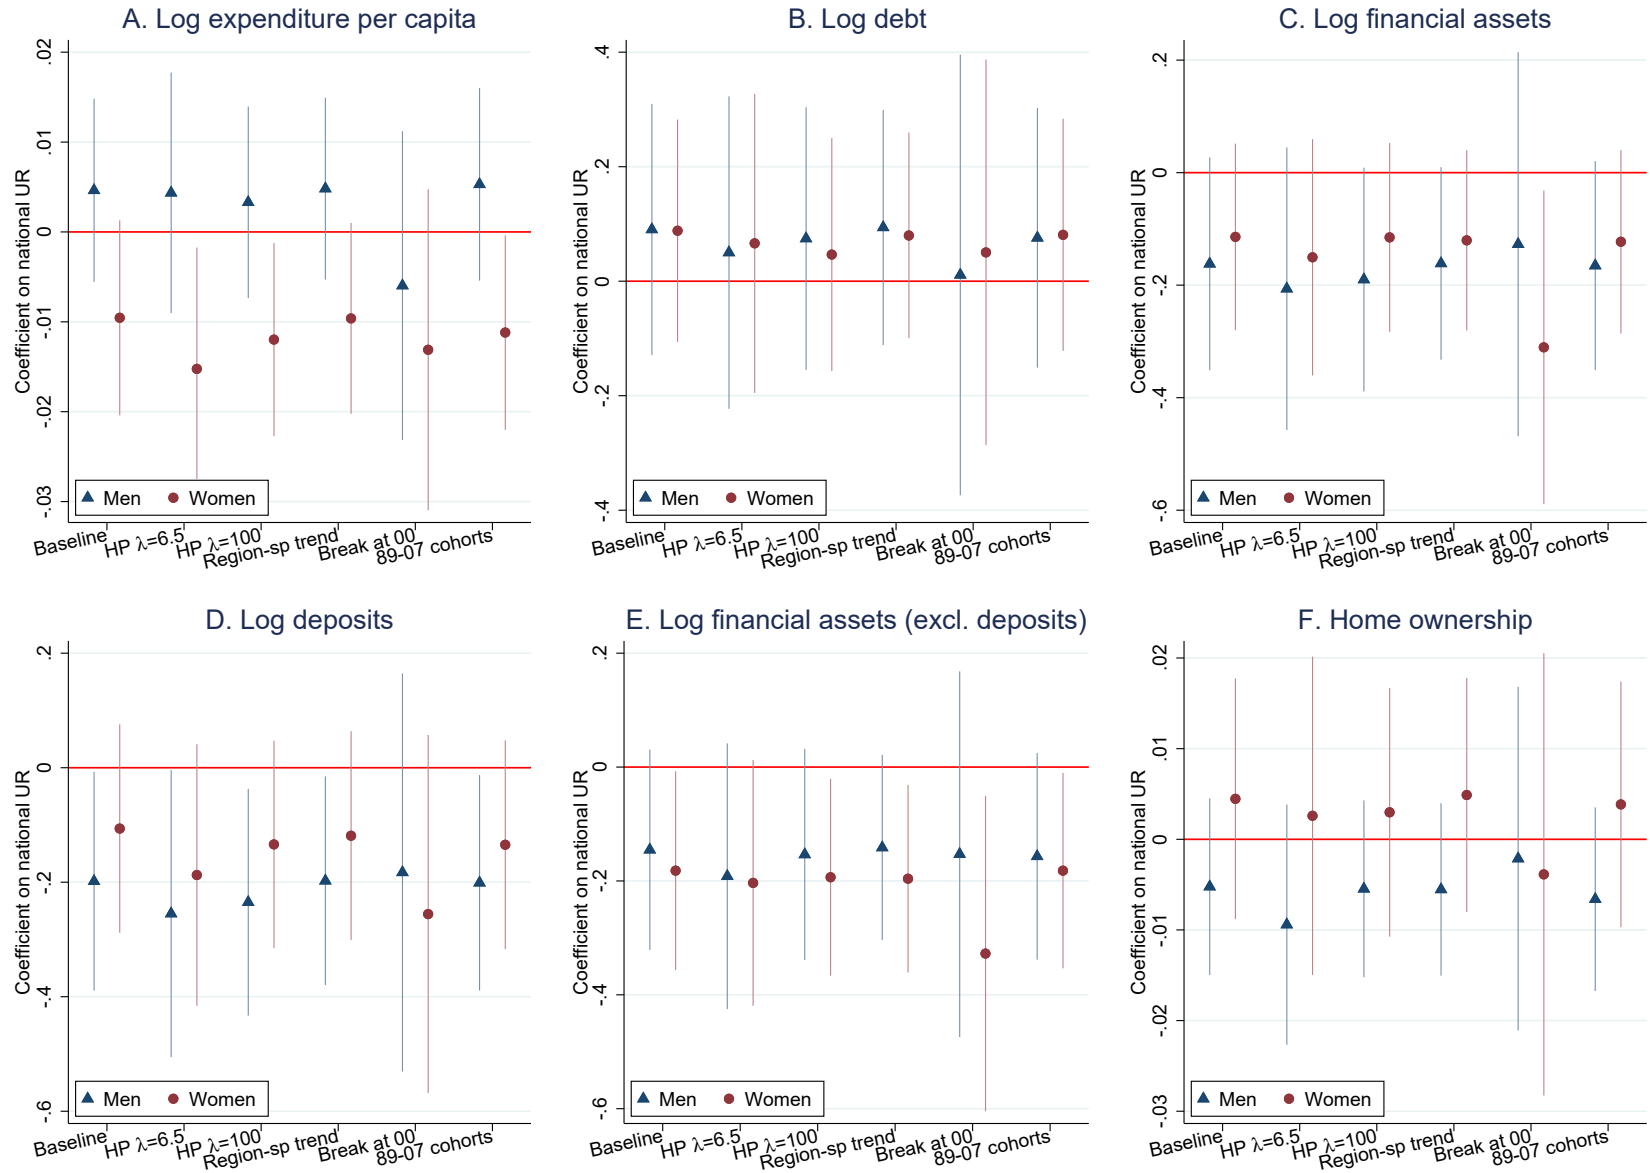 A. Log expenditure per capita
Coefficient on national UR
.02
.01
0
-.01
-.02
-.03
Men
Women
Baseline
HP λ=6.5
HP λ=100
Region-sp trend
Break at 00
89-07 cohorts
B. Log debt
Coefficient on national UR
.4
.2
0
-.2
-.4
Men
Women
Baseline
HP λ=6.5
HP λ=100
Region-sp trend
Break at 00
89-07 cohorts
C. Log financial assets
Coefficient on national UR
.2
0
-.2
-.4
-.6
Men
Women
Baseline
HP λ=6.5
HP λ=100
Region-sp trend
Break at 00
89-07 cohorts
D. Log deposits
Coefficient on national UR
.2
0
-.2
-.4
-.6
Men
Women
Baseline
HP λ=6.5
HP λ=100
Region-sp trend
Break at 00
89-07 cohorts
E. Log financial assets (excl. deposits)
Coefficient on national UR
.2
0
-.2
-.4
-.6
Men
Women
Baseline
HP λ=6.5
HP λ=100
Region-sp trend
Break at 00
89-07 cohorts
F. Home ownership
Coefficient on national UR
.02
.01
0
-.01
-.02
-.03
Men
Women
Baseline
HP λ=6.5
HP λ=100
Region-sp trend
Break at 00
89-07 cohorts